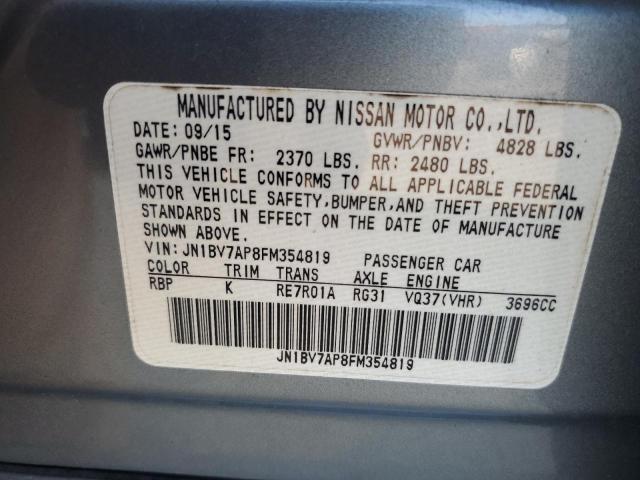 MANUFACTURED BY NISSAN MOTOR CO.,LTD.
DATE: 09/15 GVWR/PNBV: 4828 LBS.
GAWR/PNBE FR: 2370 LBS. RR: 2480 LBS.
THIS VEHICLE CONFORMS TO ALL APPLICABLE FEDERAL
MOTOR VEHICLE SAFETY,BUMPER,AND THEFT PREVENTION
STANDARDS IN EFFECT ON THE DATE OF MANUFACTURE
SHOWN ABOVE.
VIN: JN1BV7AP8FM354819 PASSENGER CAR
COLOR TRIM TRANS AXLE ENGINE
RBP K RE7R01A RG31 VQ37(VHR) 3696CC
JN1BV7AP8FM354819